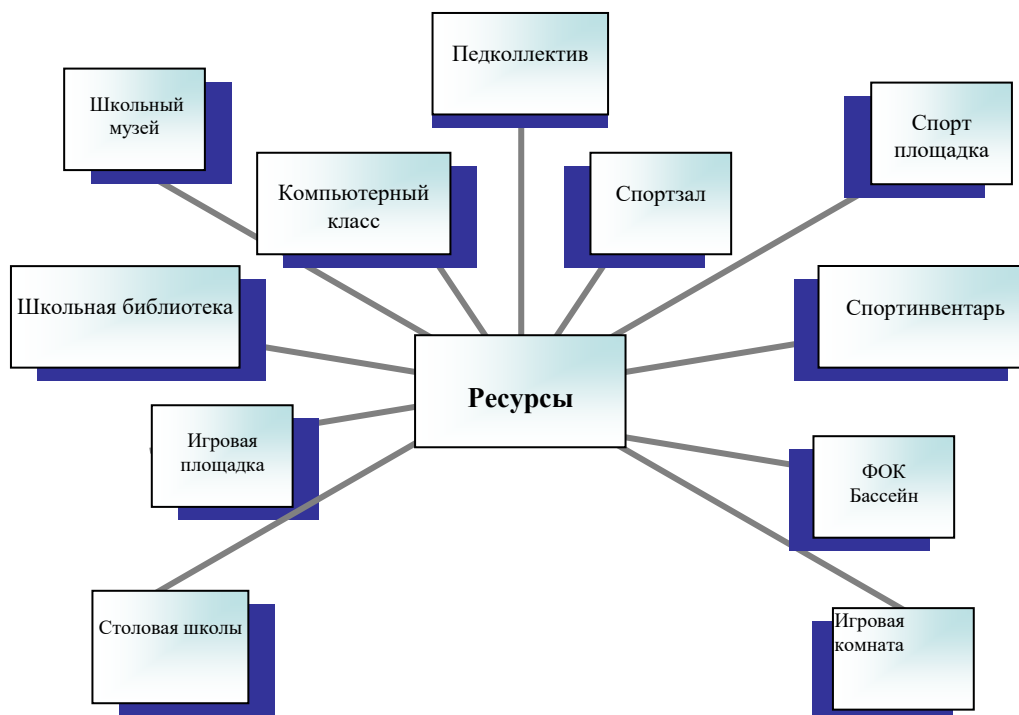 Педколлектив
Школьный
музей
Спорт
площадка
Компьютерный
класс
Спортзал
Школьная библиотека
Спортинвентарь
Ресурсы
Игровая
площадка
ФОК
Бассейн
Столовая школы
Игровая
комната